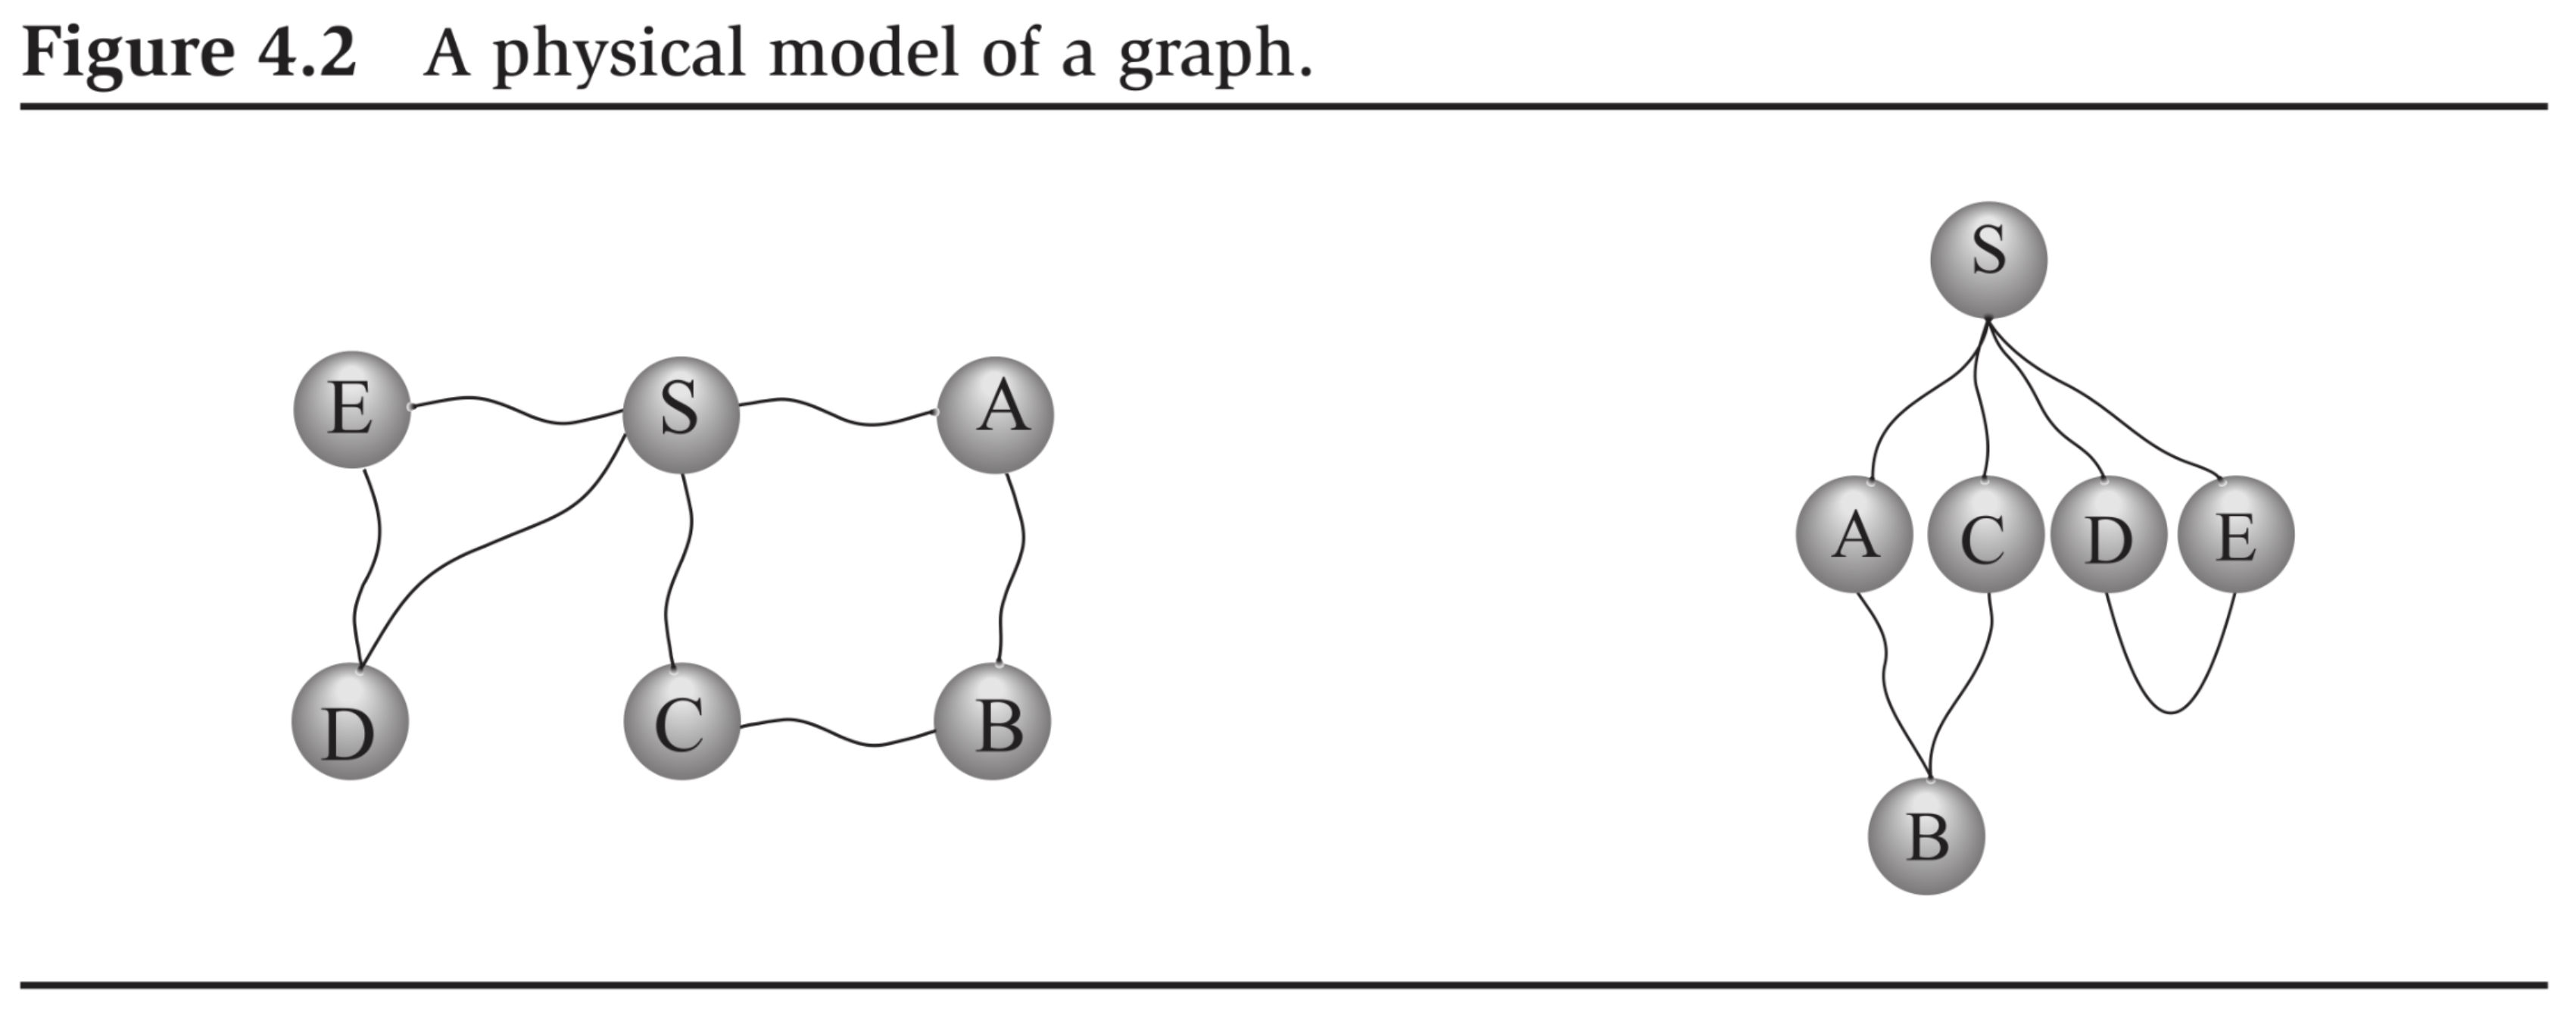 Figure 4.2 A physical model of a graph.
E S A
D C B
S
A C D E
B